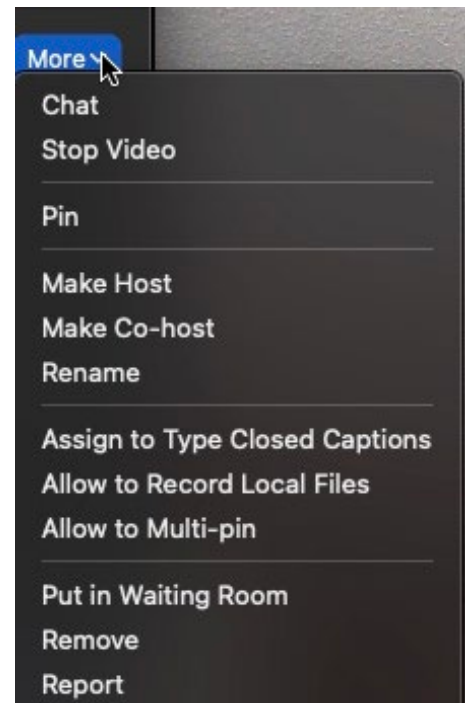 More
Chat
Stop Video
Pin
Make Host
Make Co-host
Rename
Assign to Type Closed Captions
Allow to Record Local Files
Allow to Multi-pin
Put in Waiting Room
Remove
Report